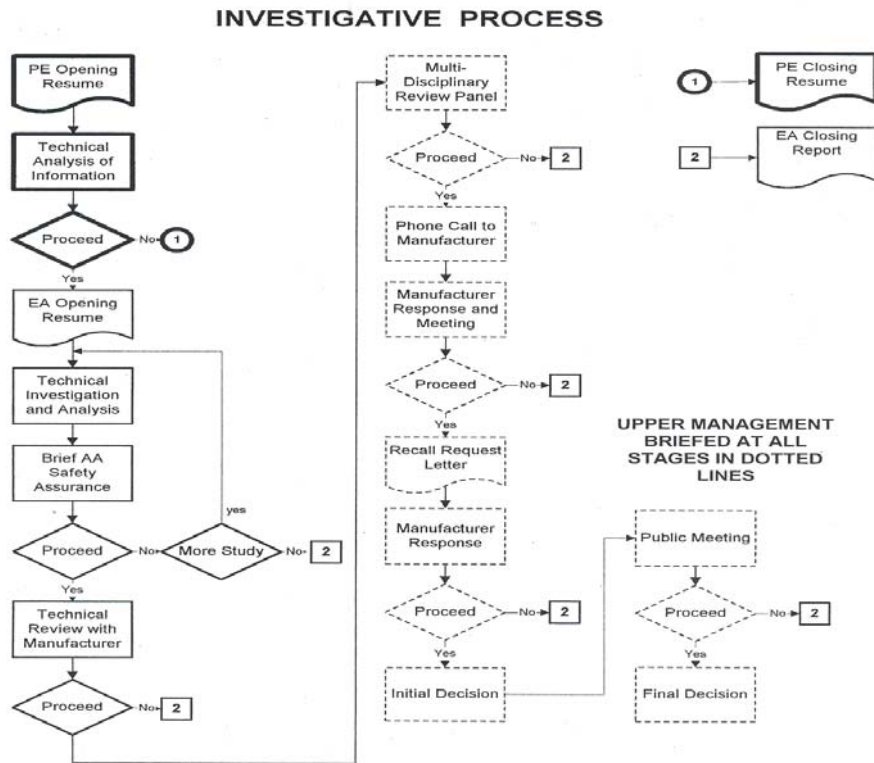 INVESTIGATIVE PROCESS
PE Opening
Resume
Technical
Analysis of
Information
Proceed
No
1
Yes
EA Opening
Resume
Technical
Investigation
and Analysis
Brief AA
Safety
Assurance
yes
Proceed
No
More Study
No
2
Yes
Technical
Review with
Manufacturer
Proceed
No
2
Multi-
Disciplinary
Review Panel
Proceed
No
2
Yes
Phone Call to
Manufacturer
Manufacturer
Response and
Meeting
Proceed
No
2
Yes
Recall Request
Letter
Manufacturer
Response
Proceed
No
2
Yes
Initial Decision
1
PE Closing
Resume
2
EA Closing
Report
UPPER MANAGEMENT
BRIEFED AT ALL
STAGES IN DOTTED
LINES
Public Meeting
Proceed
No
2
Yes
Final Decision